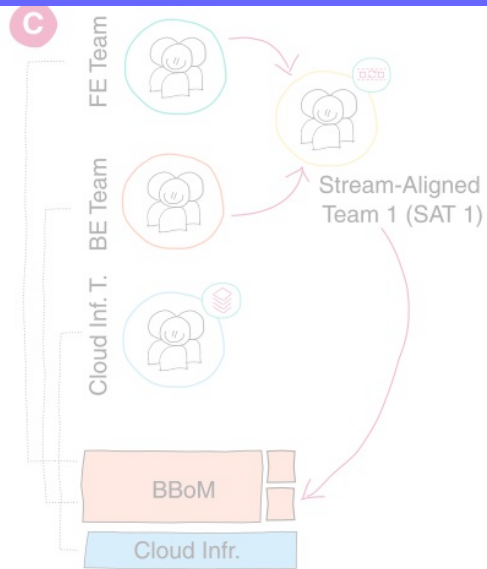 C
FE Team
BE Team
Cloud Inf. T.
Stream-Aligned
Team 1 (SAT 1)
BBoM
Cloud Infr.